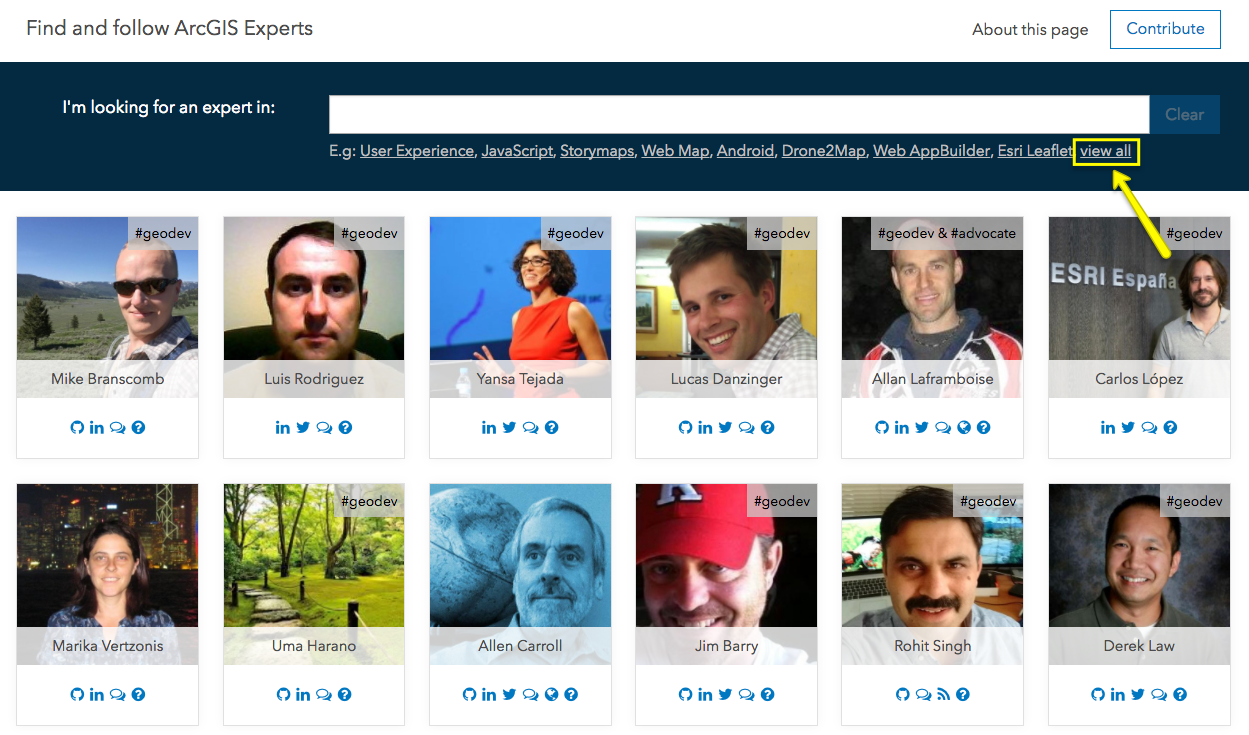 Find and follow ArcGIS Experts
About this page
Contribute
I'm looking for an expert in:
Clear
E.g: User Experience, JavaScript, Storymaps, Web Map, Android, Drone2Map, Web AppBuilder, Esri Leaflet view all
#geodev
#geodev
#geodev
#geodev
#geodev & #advocate
#geodev
ESRI España
Mike Branscomb
Luis Rodriguez
Yansa Tejada
Lucas Danzinger
Allan Laframboise
Carlos López
#geodev
#geodev
#geodev
#geodev
Marika Vertzonis
Uma Harano
Allen Carroll
Jim Barry
Rohit Singh
Derek Law